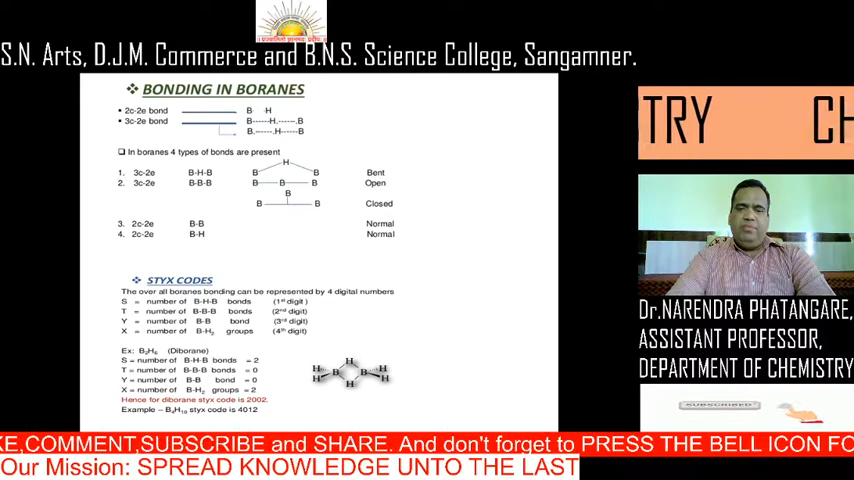 S.N. Arts, D.J.M. Commerce and B.N.S. Science College, Sangamner.
❖ BONDING IN BORANES
• 2c-2e bond B H
• 3c-2e bond B------H.------.B
B.------.H-----B
❑ In boranes 4 types of bonds are present
H
1. 3c-2e B-H-B B B Bent
2. 3c-2e B-B-B B B B Open
B
B B Closed
3. 2c-2e B-B Normal
4. 2c-2e B-H Normal
❖ STYX CODES
The over all boranes bonding can be represented by 4 digital numbers
S = number of B-H-B bonds (1st digit)
T = number of B-B-B bonds (2nd digit)
Y = number of B-B bond (3rd digit)
X = number of B-H2 groups (4th digit)
Ex: B2H6 (Diborane)
S = number of B-H-B bonds = 2
T = number of B-B-B bonds = 0
Y = number of B-B bond = 0
X = number of B-H2 groups = 2
Hence for diborane styx code is 2002.
Example – B4H10 styx code is 4012
H H H
B B
H H H
TRY CH
Dr.NARENDRA PHATANGARE,
ASSISTANT PROFESSOR,
DEPARTMENT OF CHEMISTRY
SUBSCRIBED
KE,COMMENT,SUBSCRIBE and SHARE. And don't forget to PRESS THE BELL ICON FO
Our Mission: SPREAD KNOWLEDGE UNTO THE LAST